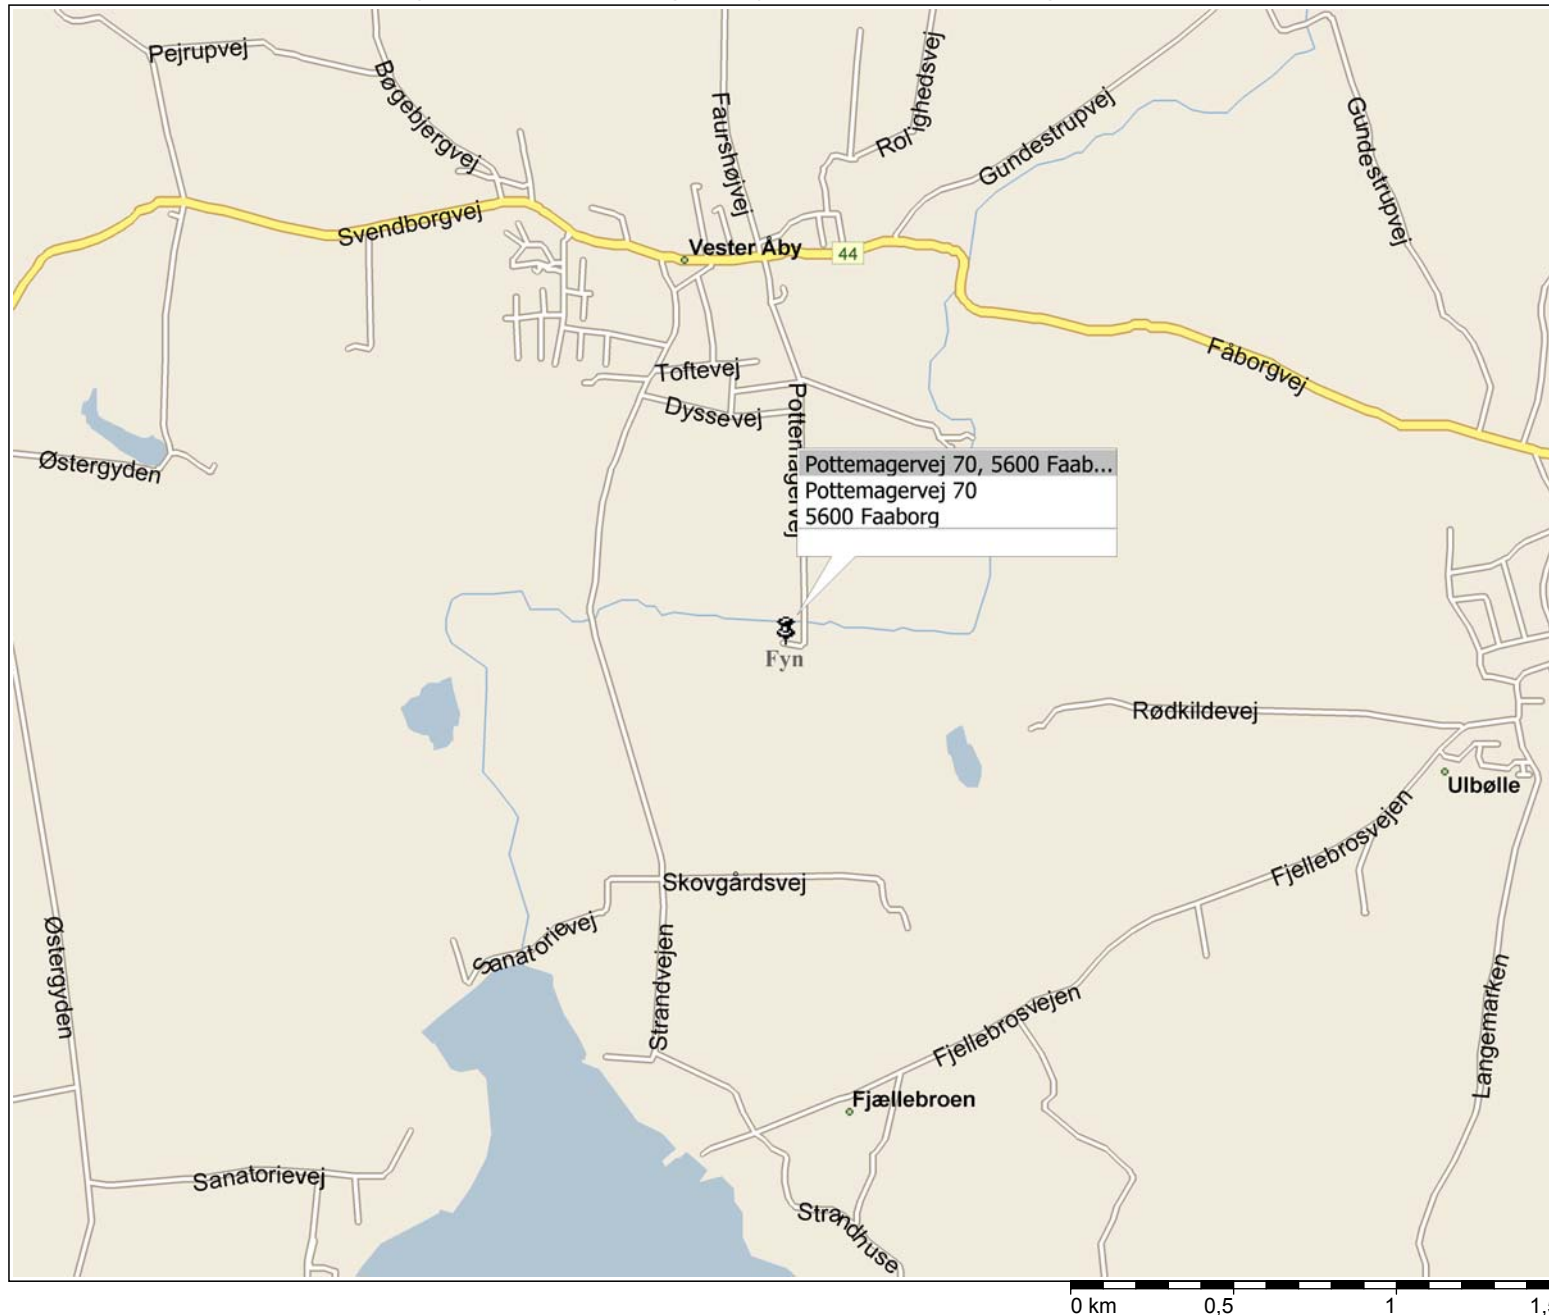 Pejrupvej
Bøgebjergvej
Faurshøjvej
Rolighedsvej
Gundestrupvej
Gundestrupvej
Svendborgvej
Vester Åby
44
Fåborgvej
Toftevej
Dyssevej
Pottemagervej
Østergyden
Pottemagervej 70, 5600 Faab...
Pottemagervej 70
5600 Faaborg
Fyn
Rødkildevej
Ulbølle
Fjellebrosvejen
Skovgårdsvej
Sanatorievej
Østergyden
Strandvejen
Fjellebrosvejen
Langemarken
Fjællebroen
Sanatorievej
Strandhuse
0 km 0,5 1 1,